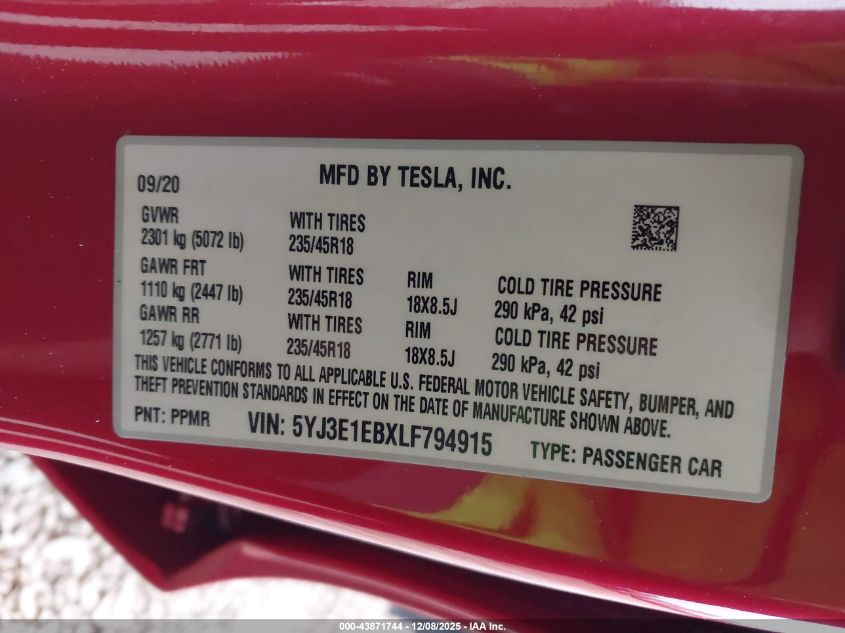 09/20 MFD BY TESLA, INC.
GVWR
2301 kg (5072 lb)
WITH TIRES
235/45R18
GAWR FRT
1110 kg (2447 lb)
WITH TIRES
235/45R18
RIM
18X8.5J
COLD TIRE PRESSURE
290 kPa, 42 psi
GAWR RR
1257 kg (2771 lb)
WITH TIRES
235/45R18
RIM
18X8.5J
COLD TIRE PRESSURE
290 kPa, 42 psi
THIS VEHICLE CONFORMS TO ALL APPLICABLE U.S. FEDERAL MOTOR VEHICLE SAFETY, BUMPER, AND
THEFT PREVENTION STANDARDS IN EFFECT ON THE DATE OF MANUFACTURE SHOWN ABOVE.
PNT: PPMR VIN: 5YJ3E1EBXLF794915 TYPE: PASSENGER CAR
000-43871744 | 12/08/2025 - IAA, Inc.